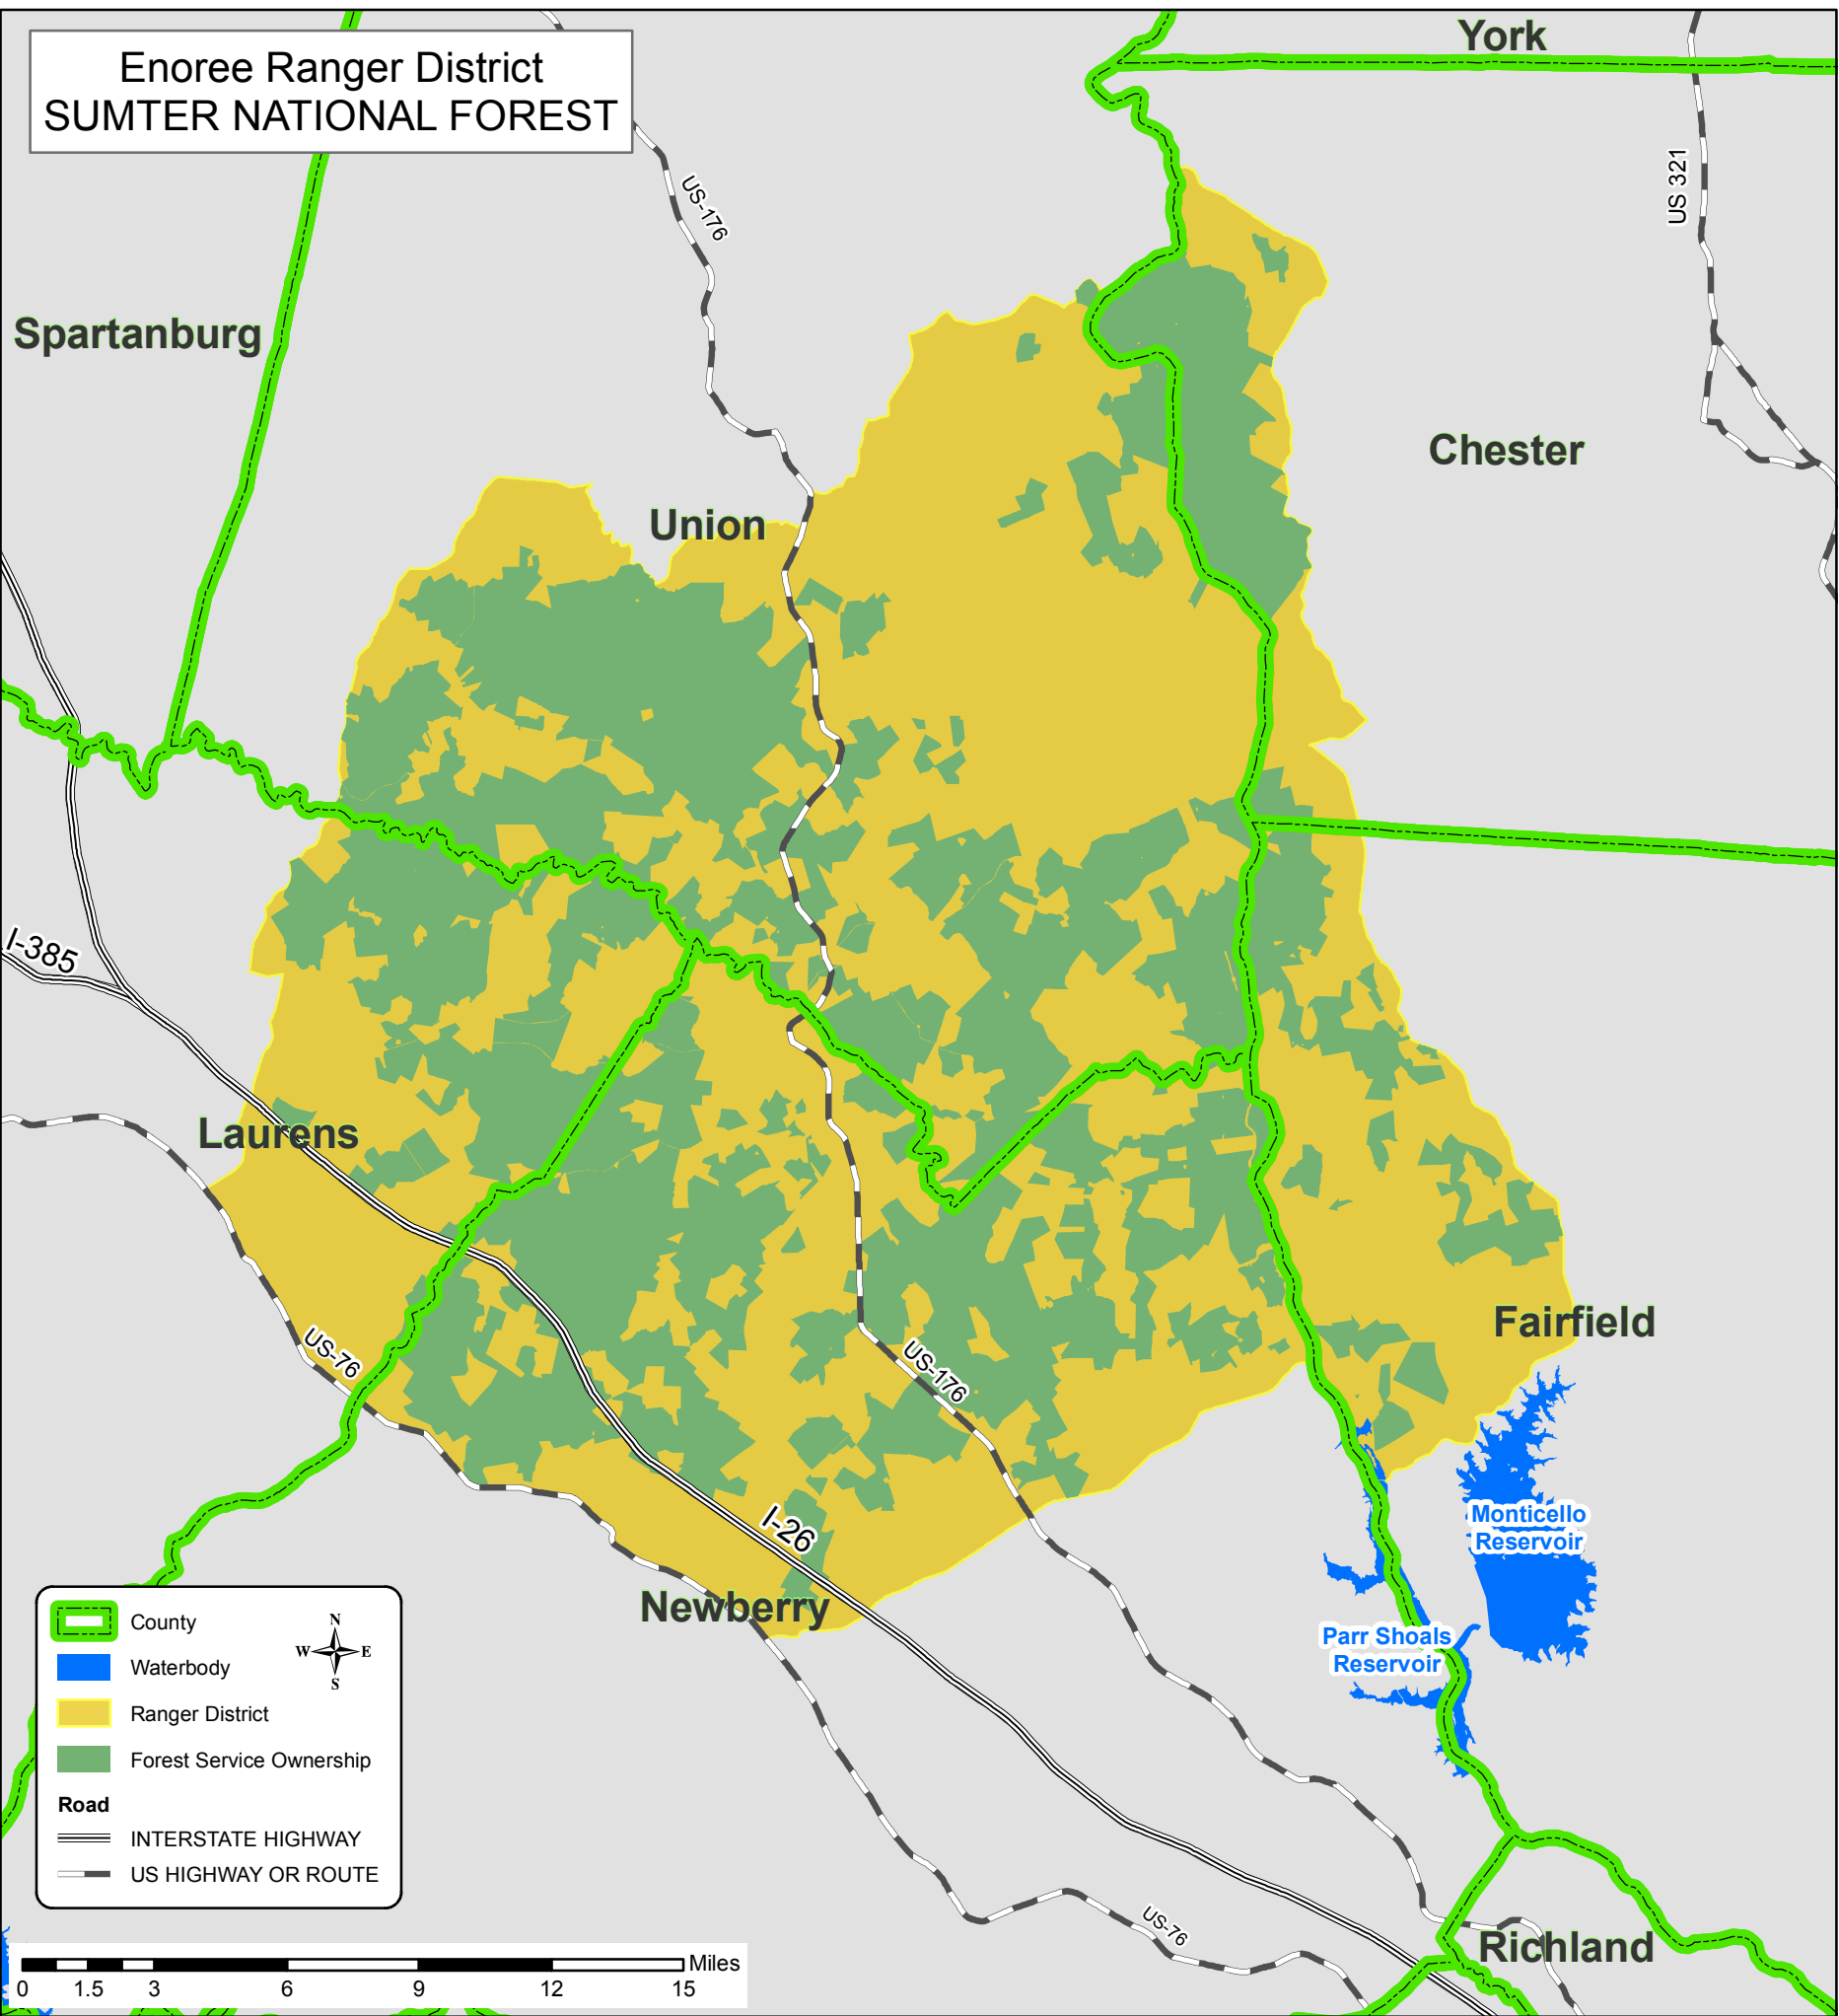 Enoree Ranger District
SUMTER NATIONAL FOREST
York
US-176
US 321
Spartanburg
Chester
Union
I-385
Laurens
US-76
US-176
Fairfield
I-26
Monticello
Reservoir
Newberry
Parr Shoals
Reservoir
County
N
W
E
S
Waterbody
Ranger District
Forest Service Ownership
Road
INTERSTATE HIGHWAY
US HIGHWAY OR ROUTE
US-76
Richland
Miles
0 1.5 3 6 9 12 15